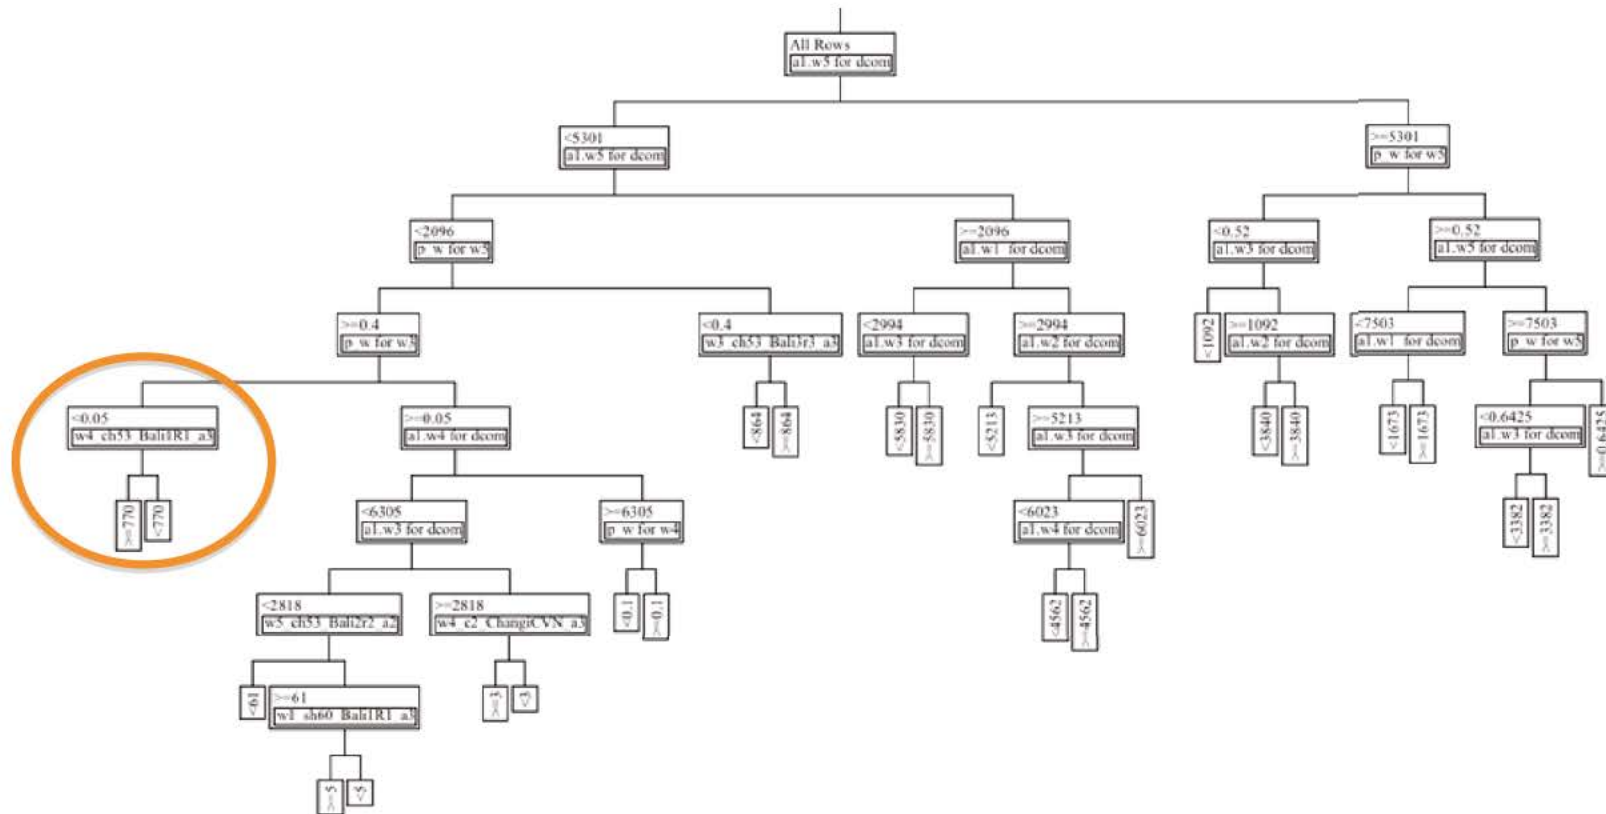 All Rows
a1.w5 for dcom
<5301
a1.w5 for dcom
>=5301
p_w for w5
<2096
p_w for w5
>=2096
a1.w1_for dcom
<0.52
a1.w3 for dcom
>=0.52
a1.w5 for dcom
>=0.4
p_w for w3
<0.4
w3_ch53_Bali3r3_a3
<2994
a1.w3 for dcom
>=2994
a1.w2 for dcom
<1092
>=1092
a1.w2 for dcom
<7503
a1.w1_for dcom
>=7503
p_w for w5
<0.05
w4_ch53_Bali1R1_a3
>=0.05
a1.w4 for dcom
<864
>=864
<5830
>=5830
<5213
>=5213
a1.w3 for dcom
<3840
>=3840
<1673
>=1673
<0.6425
a1.w3 for dcom
>=0.6425
>=770
<770
<6305
a1.w3 for dcom
>=6305
p_w for w4
<6023
a1.w4 for dcom
>=6023
<3382
>=3382
<2818
w5_ch53_Bali2r2_a2
>=2818
w4_c2_ChangiCVN_a3
<0.1
>=0.1
<4562
>=4562
<61
>=61
w1_sh60_Bali1R1_a3
>=3
<3
>=5
<5